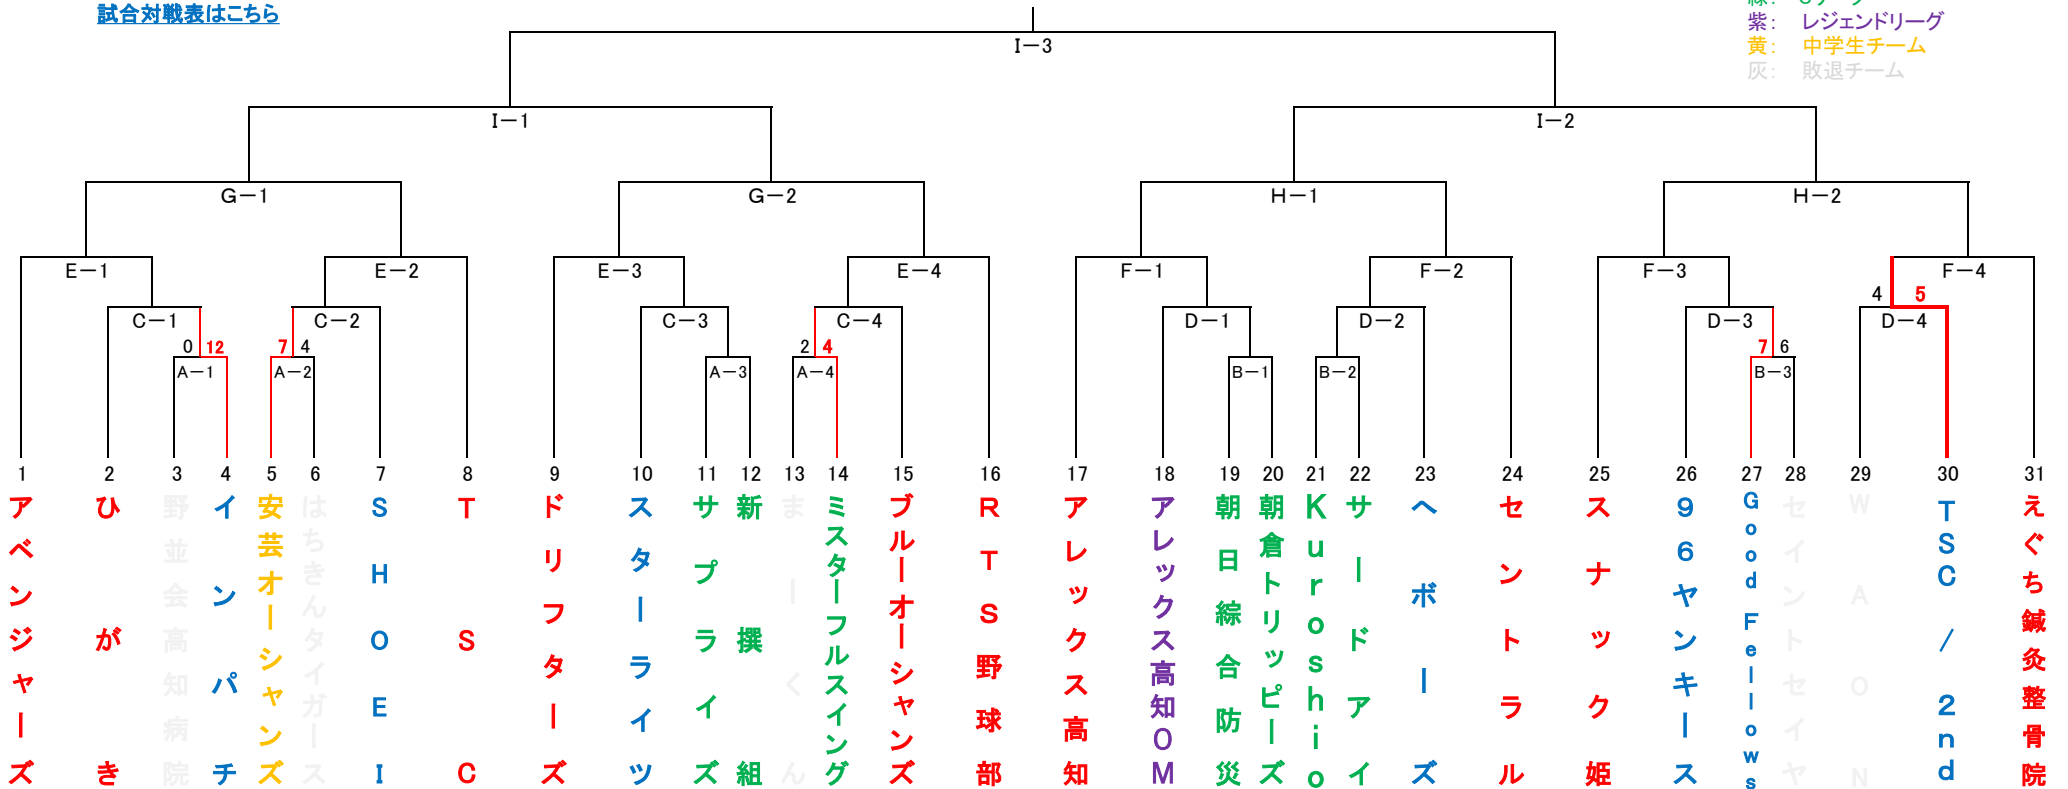 試合対戦表はこちら
紫： レジェンドリーグ
黄： 中学生チーム
灰： 敗退チーム
I－3
I－1
I－2
G－1
G－2
H－1
H－2
E－1
E－2
E－3
E－4
F－1
F－2
F－3
F－4
4 5
C－1
C－2
C－3
C－4
D－1
D－2
D－3
D－4
0 12
7 4
2 4
7 6
A－1
A－2
A－3
A－4
B－1
B－2
B－3
1 2 3 4 5 6 7 8 9 10 11 12 13 14 15 16 17 18 19 20 21 22 23 24 25 26 27 28 29 30 31
アベンジャーズ
ひがき
野並会高知病院
インパチ
安芸オーシャンズ
はちきんタイガース
SHOEI
TSC
ドリフターズ
スターライツ
サプライズ
新撰組
まーくん
ミスターフルスイング
ブルーオーシャンズ
RTS野球部
アレックス高知
アレックス高知OM
朝日綜合防災
朝倉トリッピーズ
Kuroshio
サードアイ
ヘボーズ
セントラル
スナック姫
96ヤンキース
Good Fellows
セイントセイヤ
WAON
TSC / 2nd
えぐち鍼灸整骨院